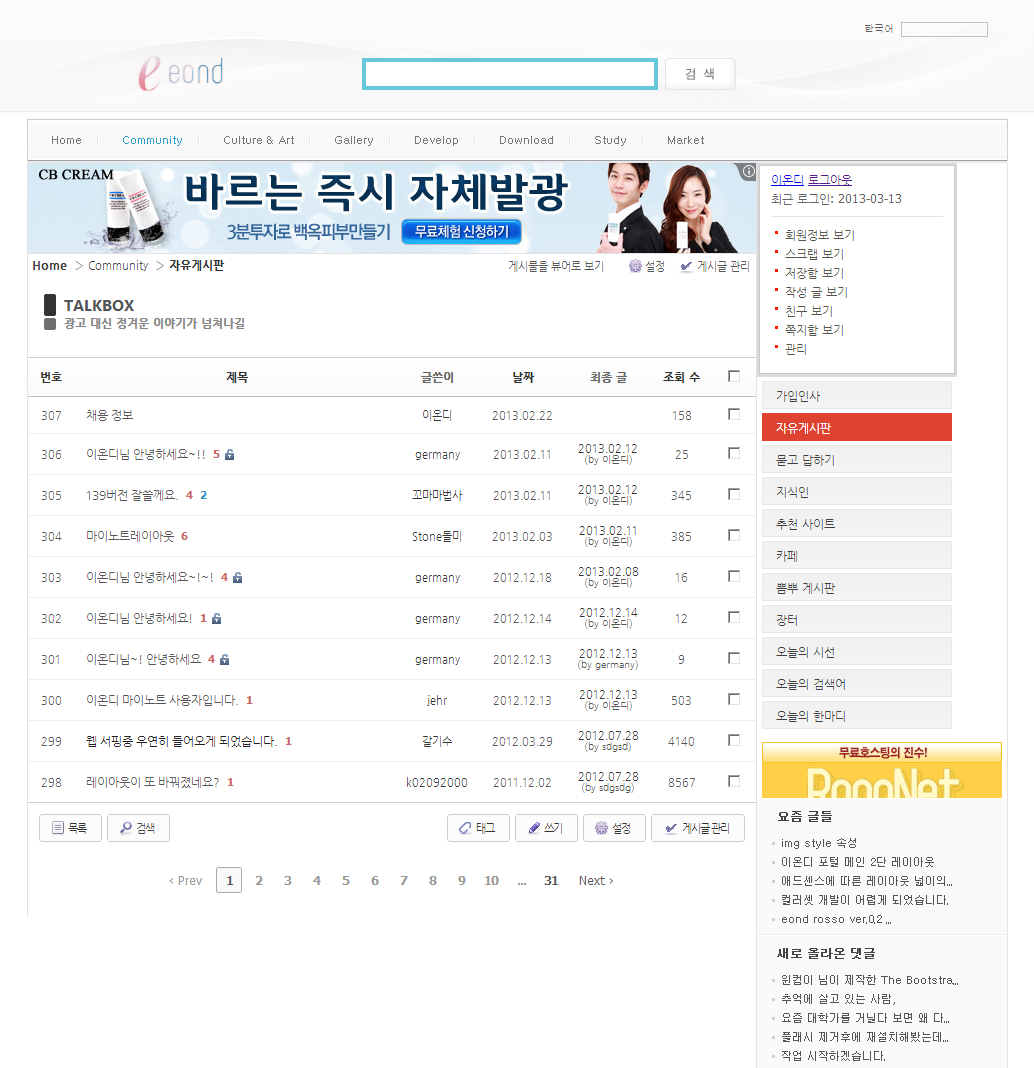 한국어
eond
검 색
Home Community Culture & Art Gallery Develop Download Study Market
CB CREAM
바르는 즉시 자체발광
3분투자로 백옥피부만들기 무료체험 신청하기
Home > Community > 자유게시판 게시물을 뷰어로 보기 설정 게시글 관리
TALKBOX
광고 대신 정겨운 이야기가 넘쳐나길
번호 제목 글쓴이 날짜 최종 글 조회 수
307 채용 정보 이온디 2013.02.22 158
306 이온디님 안녕하세요~!! 5 germany 2013.02.11 2013.02.12 (by 이온디) 25
305 139버전 잘쓸께요. 4 2 꼬마마법사 2013.02.11 2013.02.12 (by 이온디) 345
304 마이노트레이아웃 6 Stone돌미 2013.02.03 2013.02.11 (by 이온디) 385
303 이온디님 안녕하세요~!~! 4 germany 2012.12.18 2013.02.08 (by 이온디) 16
302 이온디님 안녕하세요! 1 germany 2012.12.14 2012.12.14 (by 이온디) 12
301 이온디님~! 안녕하세요 4 germany 2012.12.13 2012.12.13 (by germany) 9
300 이온디 마이노트 사용자입니다. 1 jehr 2012.12.13 2012.12.13 (by 이온디) 503
299 웹 서핑중 우연히 들어오게 되었습니다. 1 갈기수 2012.03.29 2012.07.28 (by sdgsd) 4140
298 레이아웃이 또 바꿔졌네요? 1 k02092000 2011.12.02 2012.07.28 (by sdgsdg) 8567
목록 검색 태그 쓰기 설정 게시글 관리
‹ Prev 1 2 3 4 5 6 7 8 9 10 ... 31 Next ›
이온디 로그아웃
최근 로그인: 2013-03-13
회원정보 보기
스크랩 보기
저장함 보기
작성 글 보기
친구 보기
쪽지함 보기
관리
가입인사
자유게시판
묻고 답하기
지식인
추천 사이트
카페
뽐뿌 게시판
장터
오늘의 시선
오늘의 검색어
오늘의 한마디
무료호스팅의 진수!
요즘 글들
img style 속성
이온디 포털 메인 2단 레이아웃
애드센스에 따른 레이아웃 넓이의...
컬러셋 개발이 어렵게 되었습니다.
eond rosso ver.0.2 ...
새로 올라온 댓글
윈컴이 님이 제작한 The Bootstra...
추억에 살고 있는 사람,
요즘 대학가를 거닐다 보면 왜 다...
플래시 제거후에 재설치해봤는데...
작업 시작하겠습니다.